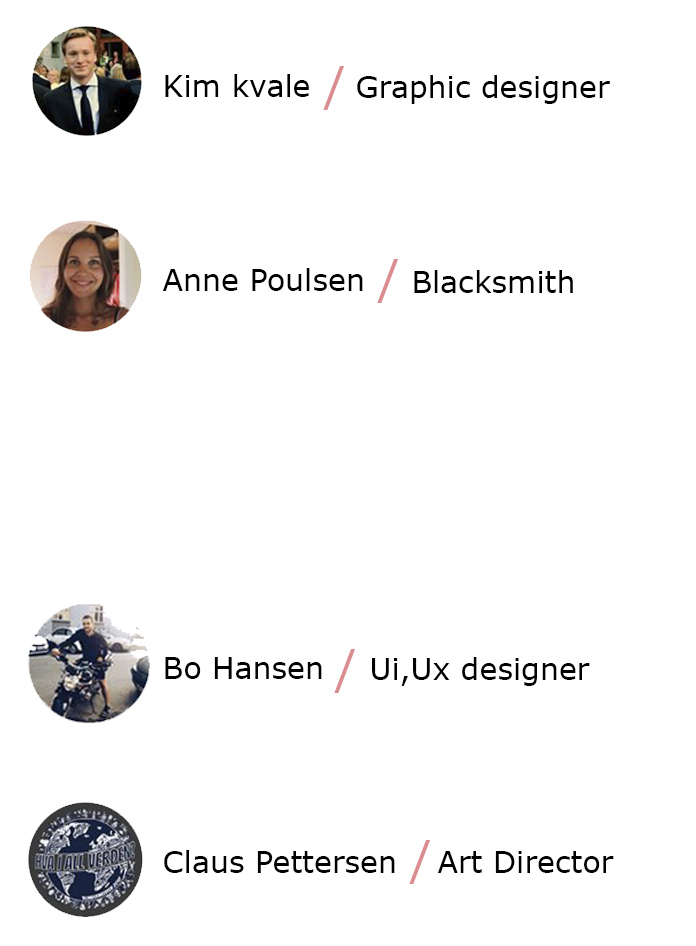 Kim kvale / Graphic designer
Anne Poulsen / Blacksmith
Bo Hansen / Ui,Ux designer
HVA I ALL VERDEN
Claus Pettersen / Art Director